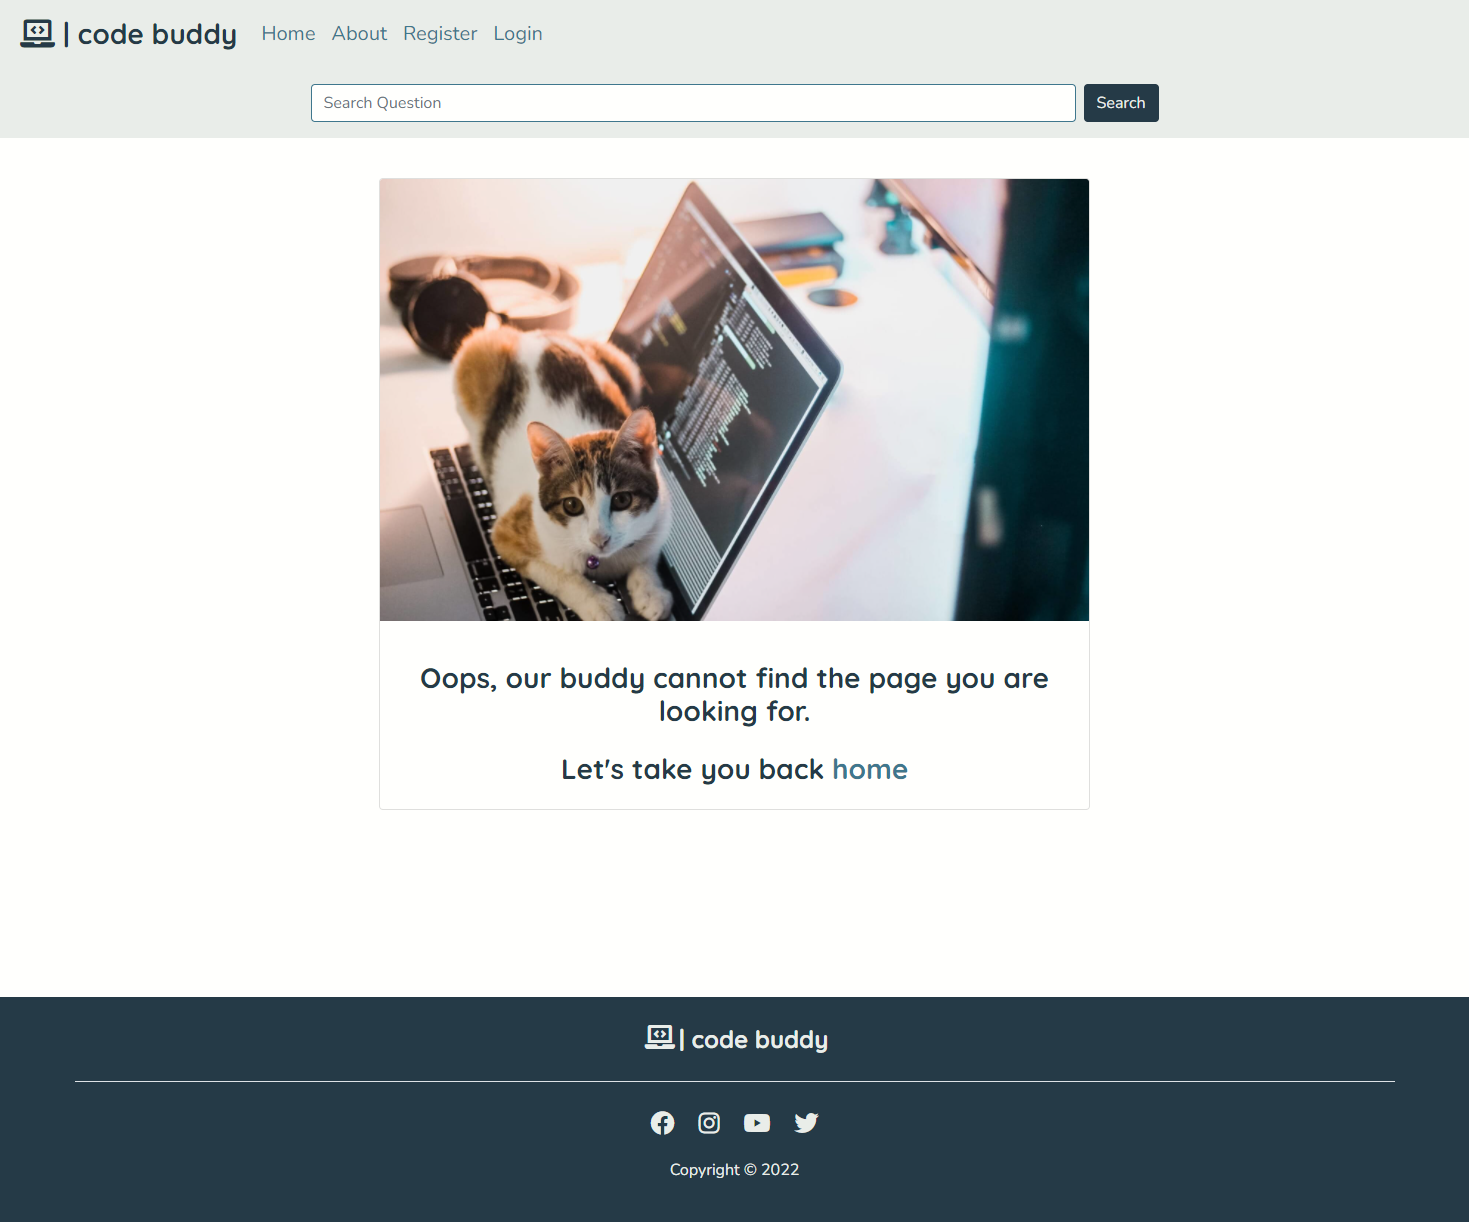 | code buddy Home About Register Login
Search Question Search
Oops, our buddy cannot find the page you are
looking for.
Let's take you back home
| code buddy
Copyright © 2022